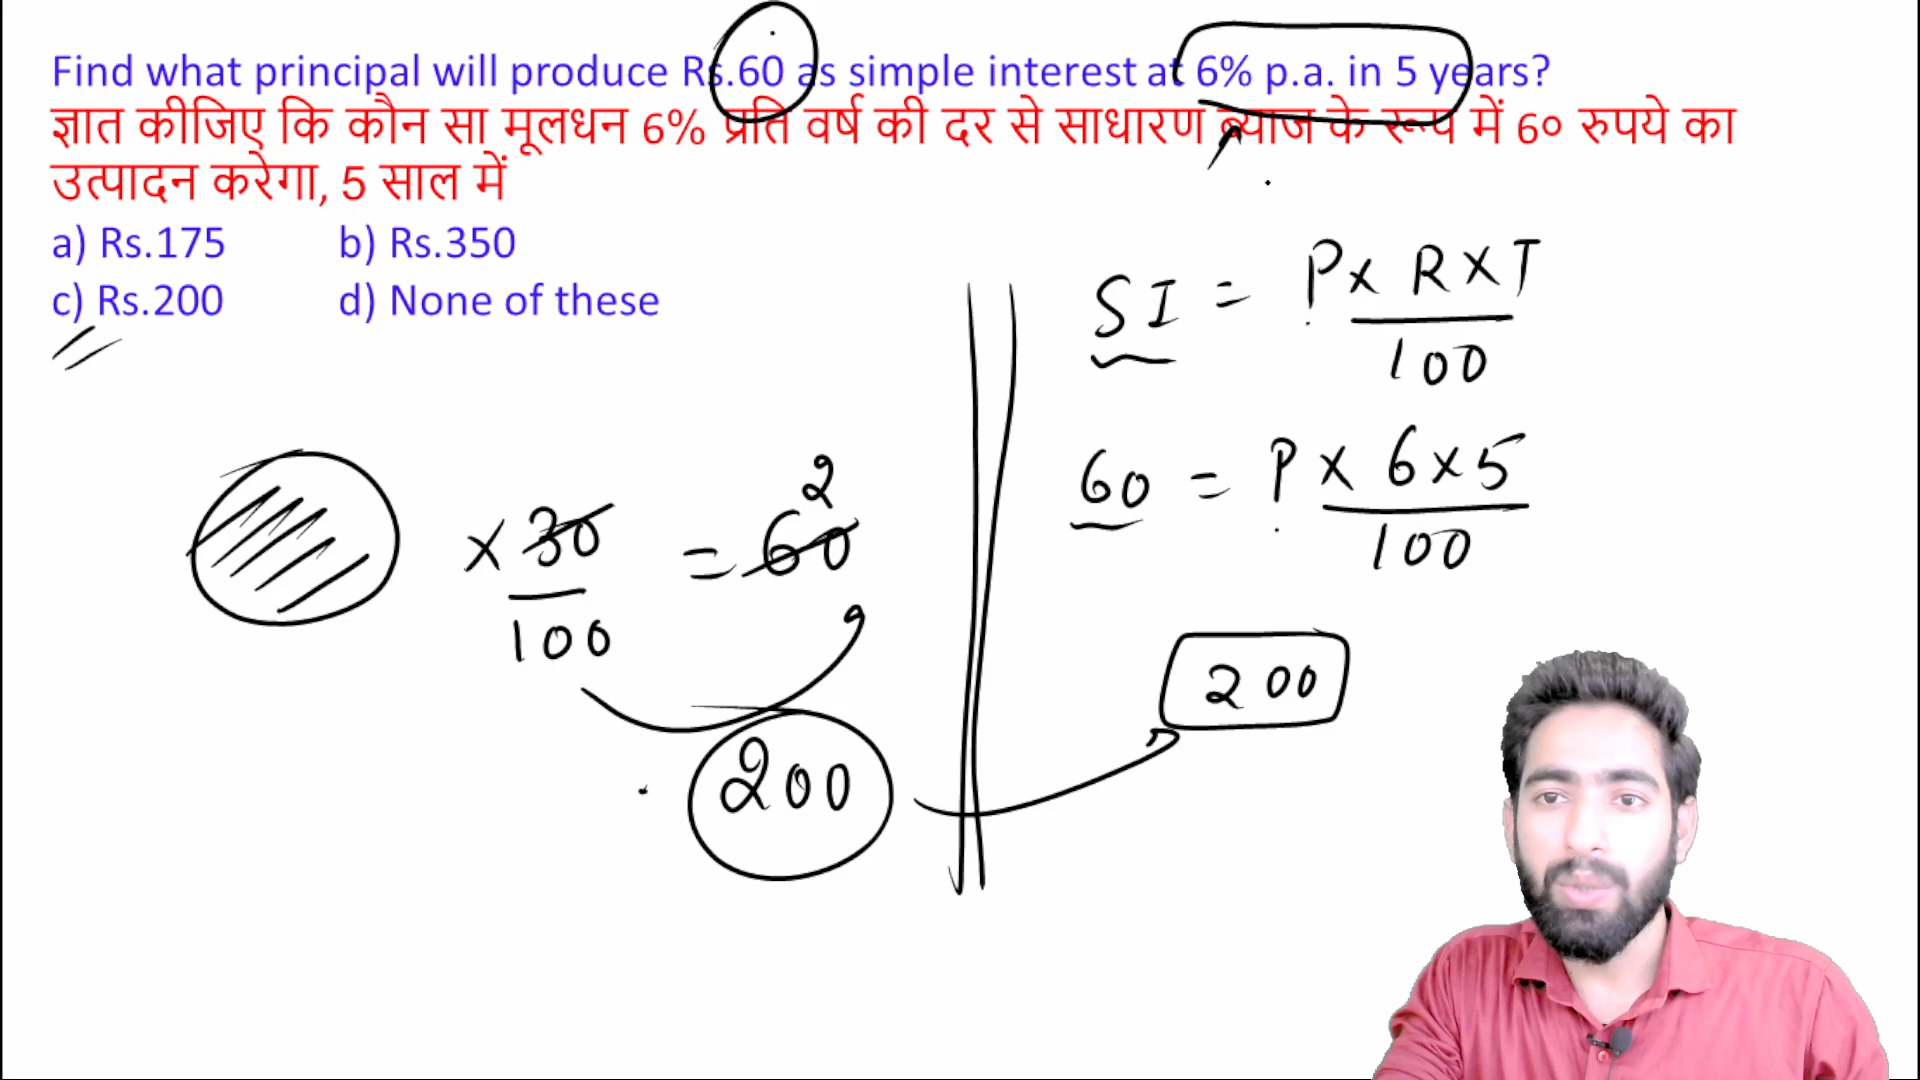 Find what principal will produce Rs.60 as simple interest at 6% p.a. in 5 years?
ज्ञात कीजिए कि कौन सा मूलधन 6% प्रति वर्ष की दर से साधारण ब्याज के रूप में 6० रुपये का
उत्पादन करेगा, 5 साल में
a) Rs.175 b) Rs.350
c) Rs.200 d) None of these
SI = P x R x T
100
60 = P x 6 x 5
100
2
x 30 = 60
100
200
200